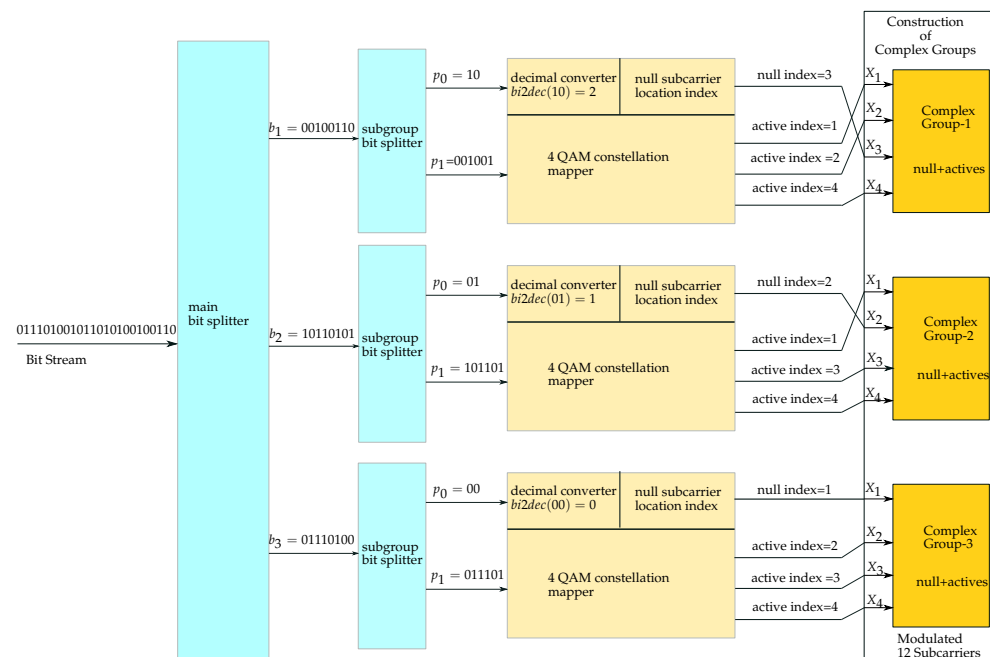 Construction
of
Complex Groups
011101001011010100100110
Bit Stream
main
bit splitter
b1 = 00100110
subgroup
bit splitter
p0 = 10
p1=001001
decimal converter
bi2dec(10) = 2
null subcarrier
location index
4 QAM constellation
mapper
null index=3
active index=1
active index =2
active index=4
X1
X2
X3
X4
Complex
Group-1
null+actives
b2 = 10110101
subgroup
bit splitter
p0 = 01
p1 = 101101
decimal converter
bi2dec(01) = 1
null subcarrier
location index
4 QAM constellation
mapper
null index=2
active index=1
active index =3
active index=4
X1
X2
X3
X4
Complex
Group-2
null+actives
b3 = 01110100
subgroup
bit splitter
p0 = 00
p1 = 011101
decimal converter
bi2dec(00) = 0
null subcarrier
location index
4 QAM constellation
mapper
null index=1
active index=2
active index =3
active index=4
X1
X2
X3
X4
Complex
Group-3
null+actives
Modulated
12 Subcarriers